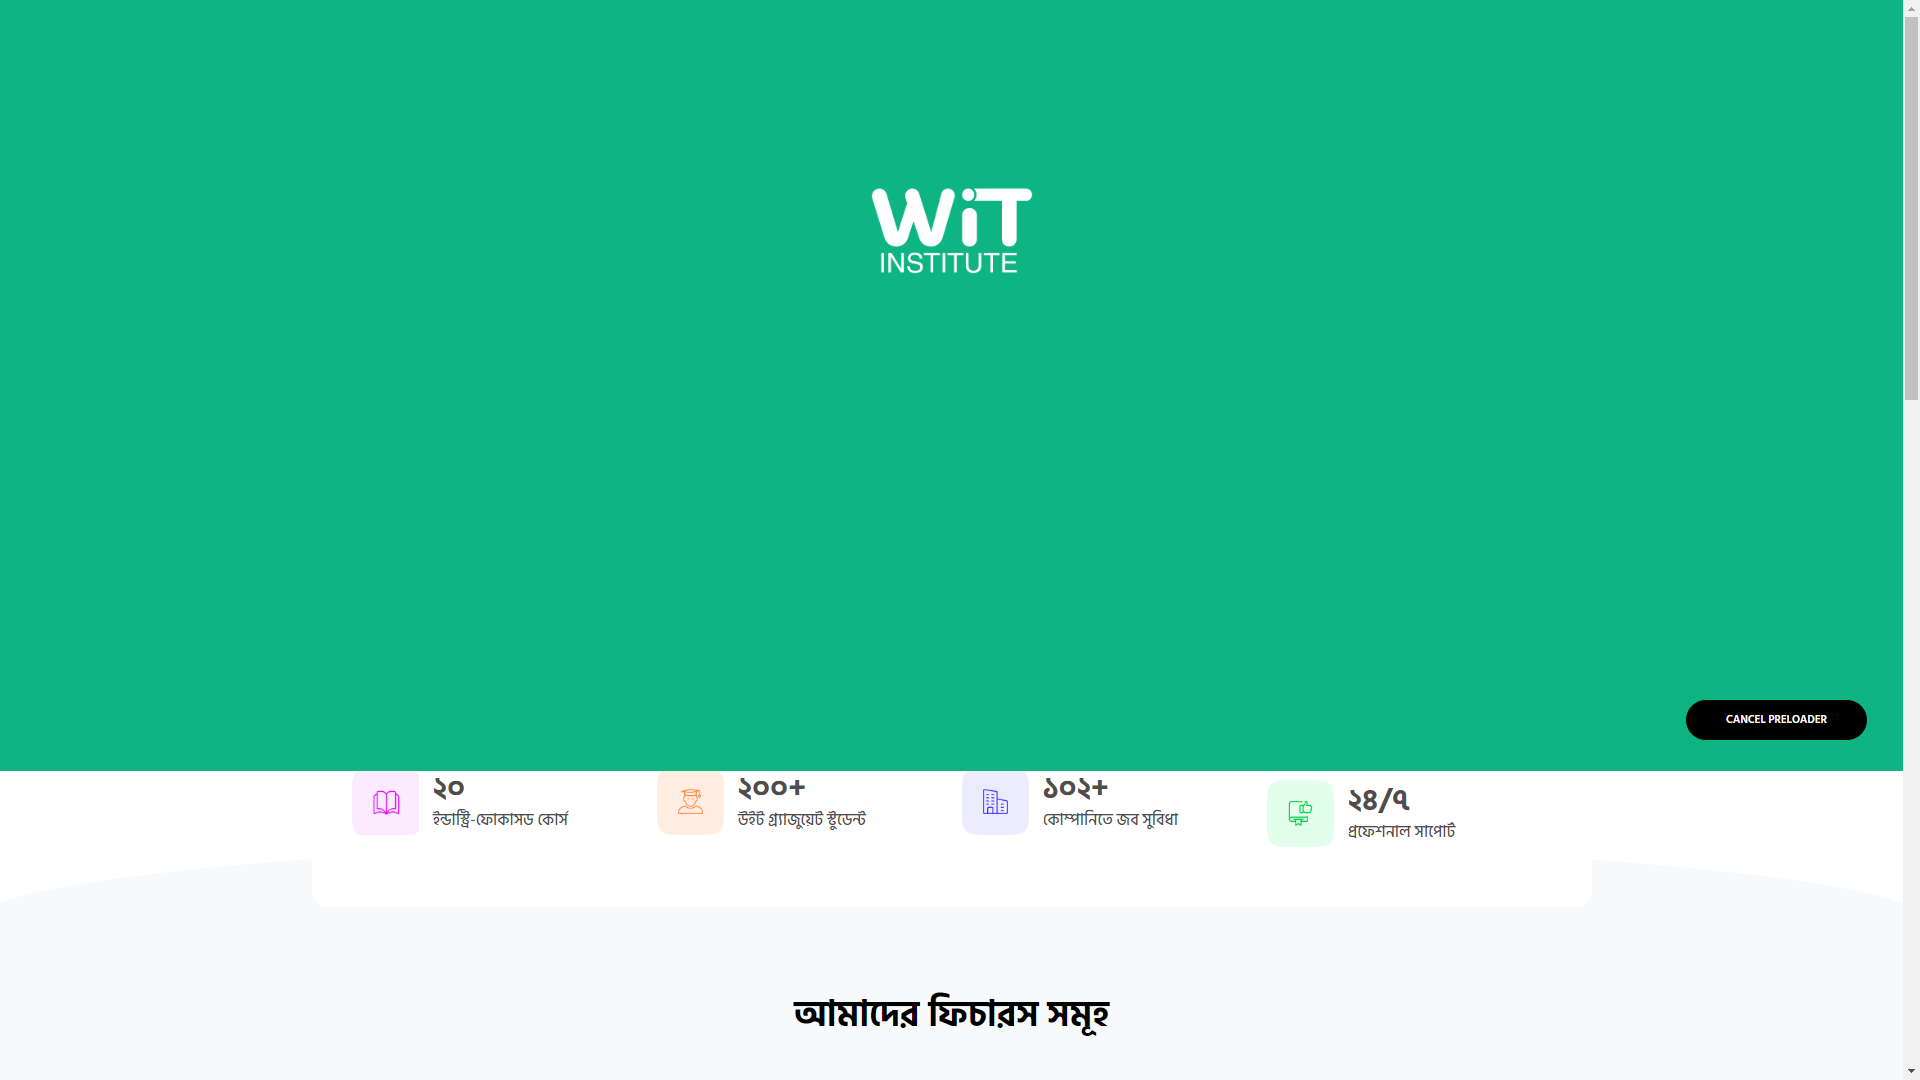 WiT
INSTITUTE
CANCEL PRELOADER
২০
ইন্ডাস্ট্রি-ফোকাসড কোর্স
২০০+
উইট গ্র্যাজুয়েট স্টুডেন্ট
১০২+
কোম্পানিতে জব সুবিধা
২৪/৭
প্রফেশনাল সাপোর্ট
আমাদের ফিচারস সমূহ